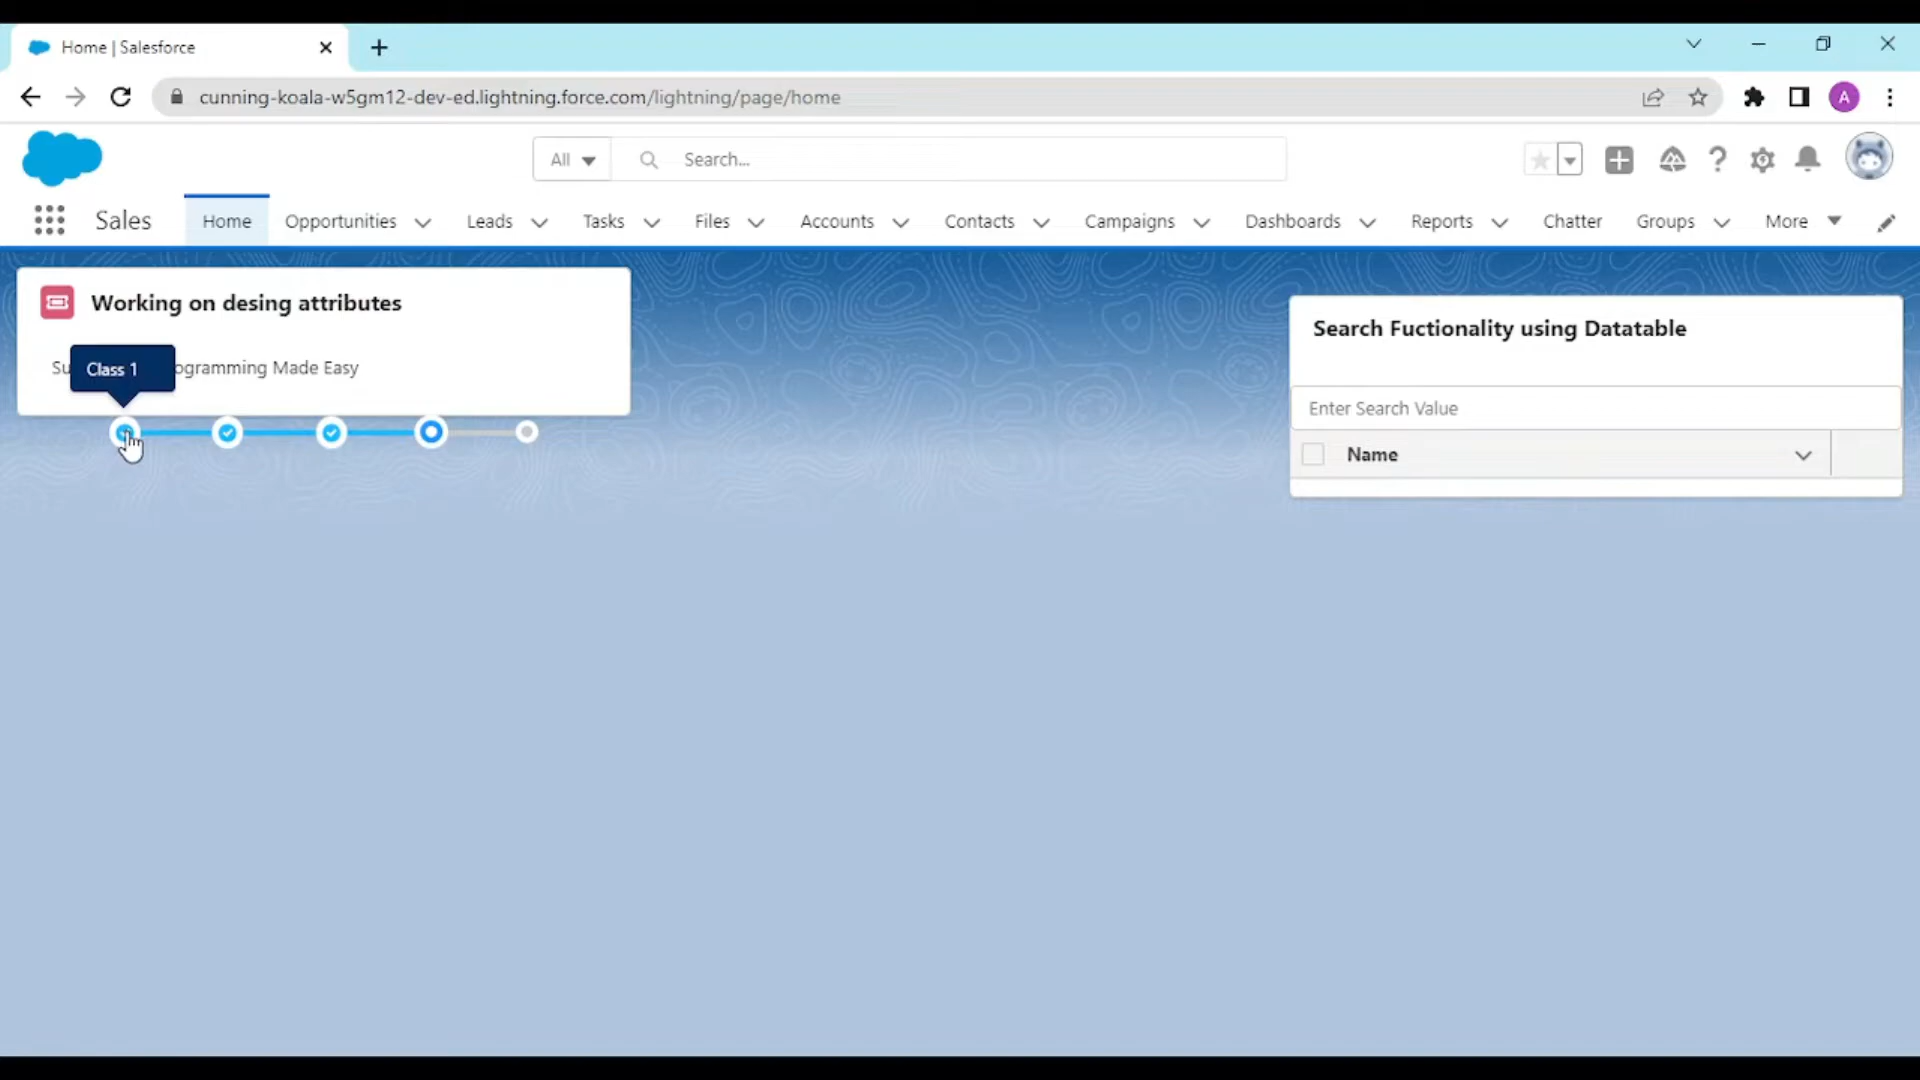 Home | Salesforce
cunning-koala-w5gm12-dev-ed.lightning.force.com/lightning/page/home
A
All
Search...
Sales
Home
Opportunities
Leads
Tasks
Files
Accounts
Contacts
Campaigns
Dashboards
Reports
Chatter
Groups
More
Working on desing attributes
Su ogramming Made Easy
Class 1
Search Fuctionality using Datatable
Enter Search Value
Name